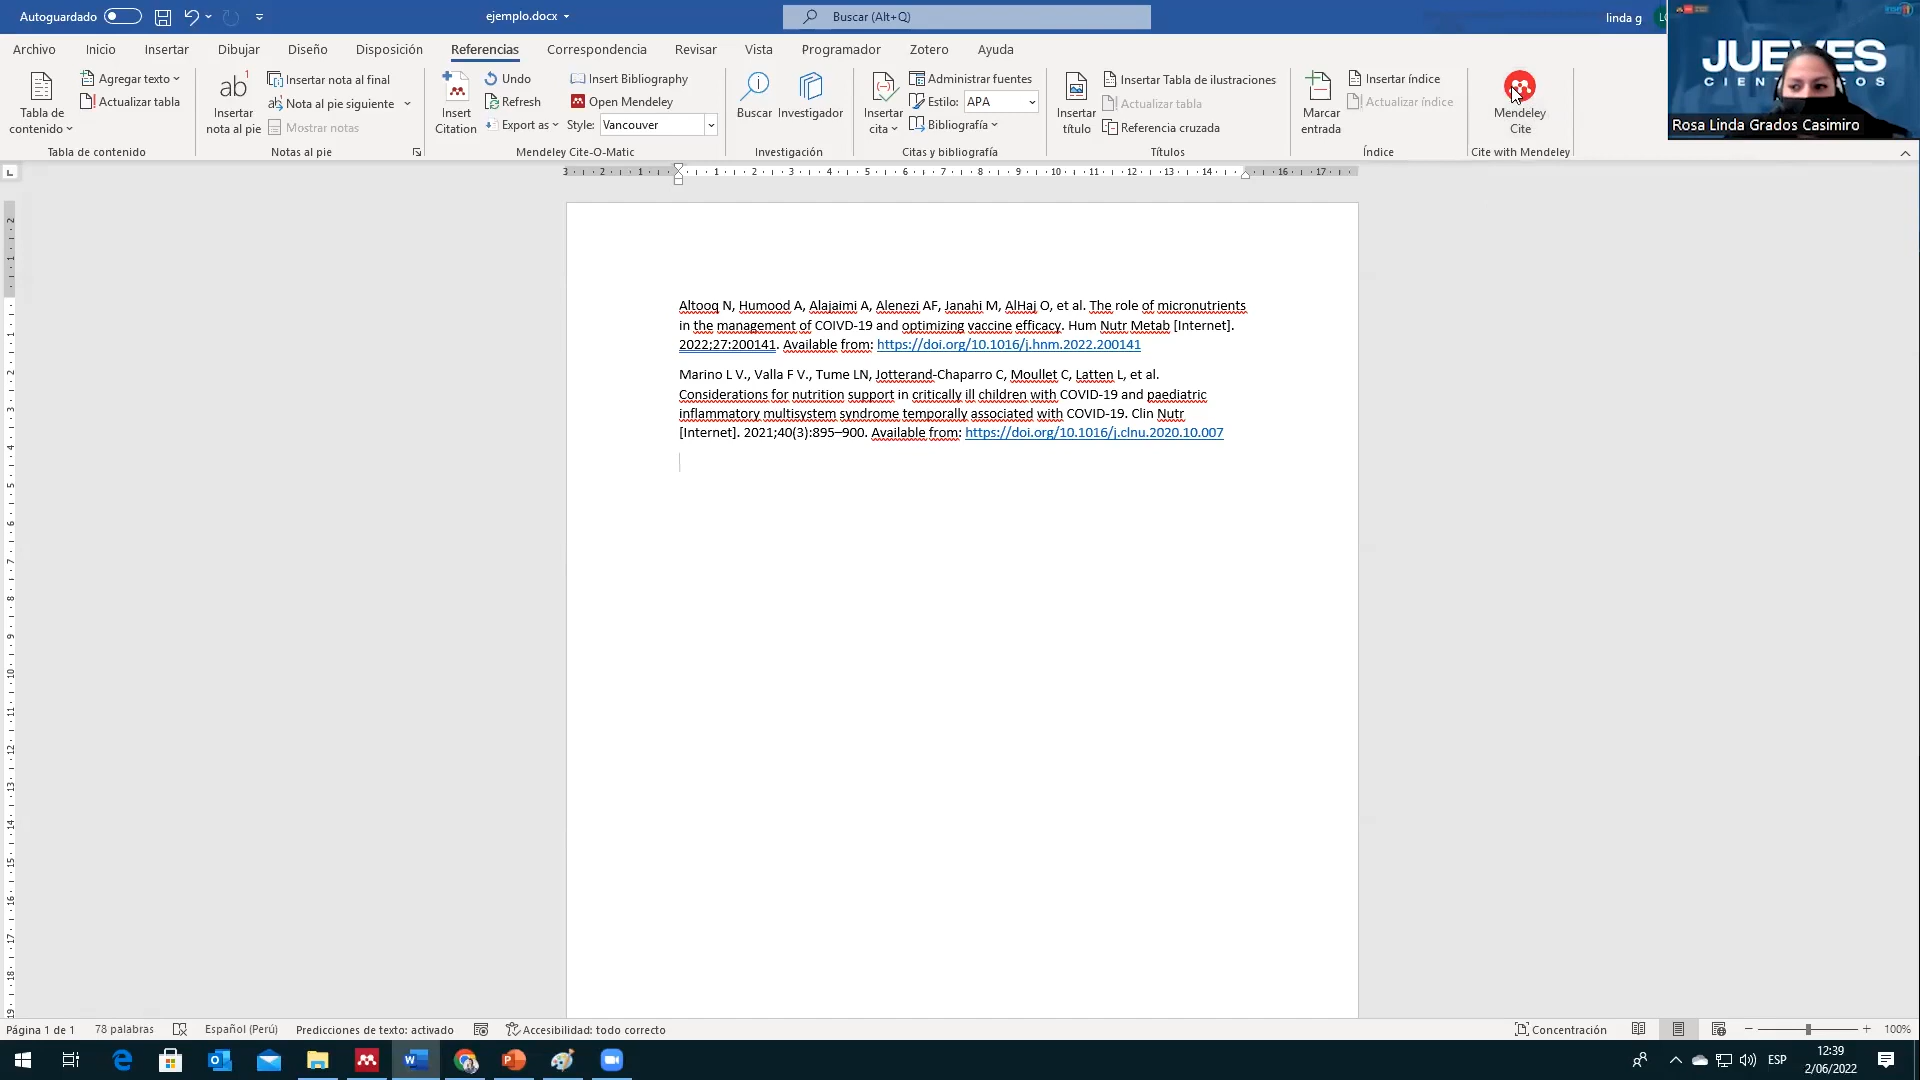 Autoguardado
ejemplo.docx
Buscar (Alt+Q)
linda g
Archivo Inicio Insertar Dibujar Diseño Disposición Referencias Correspondencia Revisar Vista Programador Zotero Ayuda
Tabla de contenido
Agregar texto
Actualizar tabla
Tabla de contenido
ab1
Insertar nota al pie
Insertar nota al final
Nota al pie siguiente
Mostrar notas
Notas al pie
Insert Citation
Undo
Refresh
Export as
Insert Bibliography
Open Mendeley
Style: Vancouver
Mendeley Cite-O-Matic
Buscar
Investigador
Investigación
Insertar cita
Administrar fuentes
Estilo: APA
Bibliografía
Citas y bibliografía
Insertar título
Insertar Tabla de ilustraciones
Actualizar tabla
Referencia cruzada
Títulos
Marcar entrada
Insertar índice
Actualizar índice
Índice
Mendeley Cite
Cite with Mendeley
JUEVES
CIENTÍFICOS
Rosa Linda Grados Casimiro
Altooq N, Humood A, Alajaimi A, Alenezi AF, Janahi M, AlHaj O, et al. The role of micronutrients
in the management of COIVD-19 and optimizing vaccine efficacy. Hum Nutr Metab [Internet].
2022;27:200141. Available from: https://doi.org/10.1016/j.hnm.2022.200141
Marino L V., Valla F V., Tume LN, Jotterand-Chaparro C, Moullet C, Latten L, et al.
Considerations for nutrition support in critically ill children with COVID-19 and paediatric
inflammatory multisystem syndrome temporally associated with COVID-19. Clin Nutr
[Internet]. 2021;40(3):895–900. Available from: https://doi.org/10.1016/j.clnu.2020.10.007
Página 1 de 1 78 palabras Español (Perú) Predicciones de texto: activado Accesibilidad: todo correcto Concentración 100%
ESP
12:39
2/06/2022